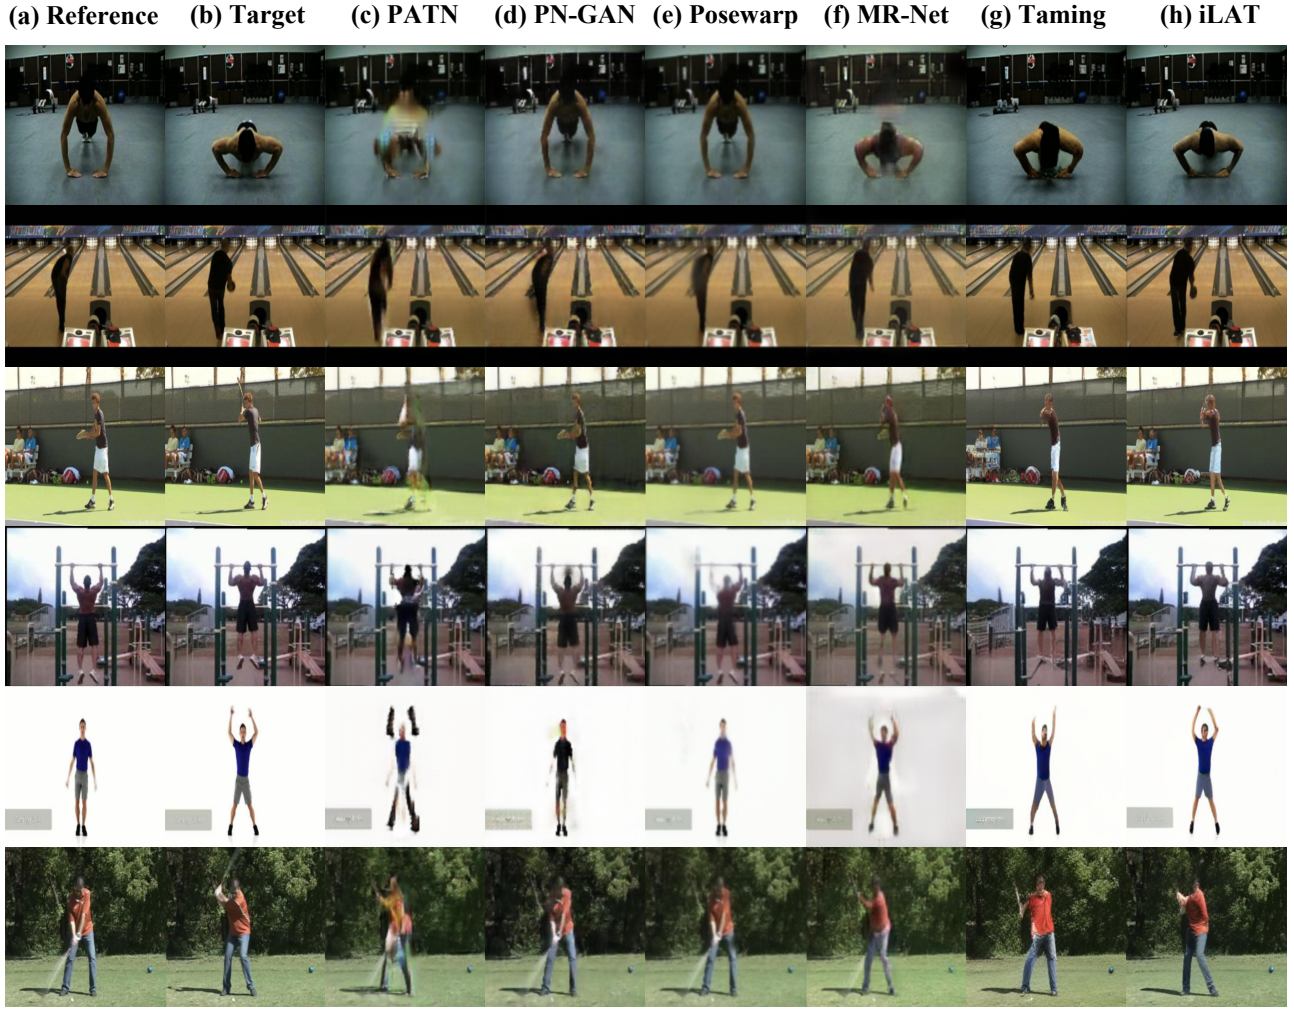 (a) Reference (b) Target (c) PATN (d) PN-GAN (e) Posewarp (f) MR-Net (g) Taming (h) iLAT